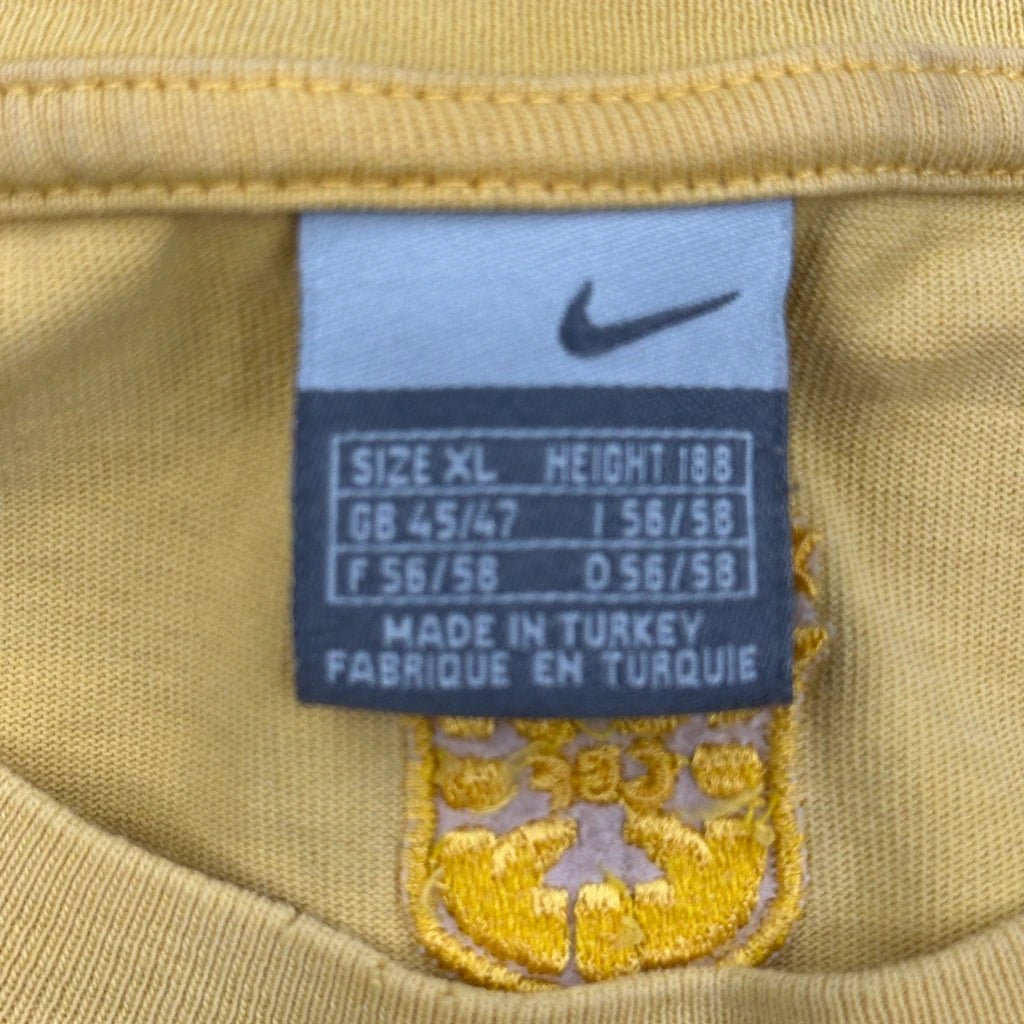 SIZE XL HEIGHT 188
GB 45/47 I 56/58
F 56/58 D 56/58
MADE IN TURKEY
FABRIQUE EN TURQUIE